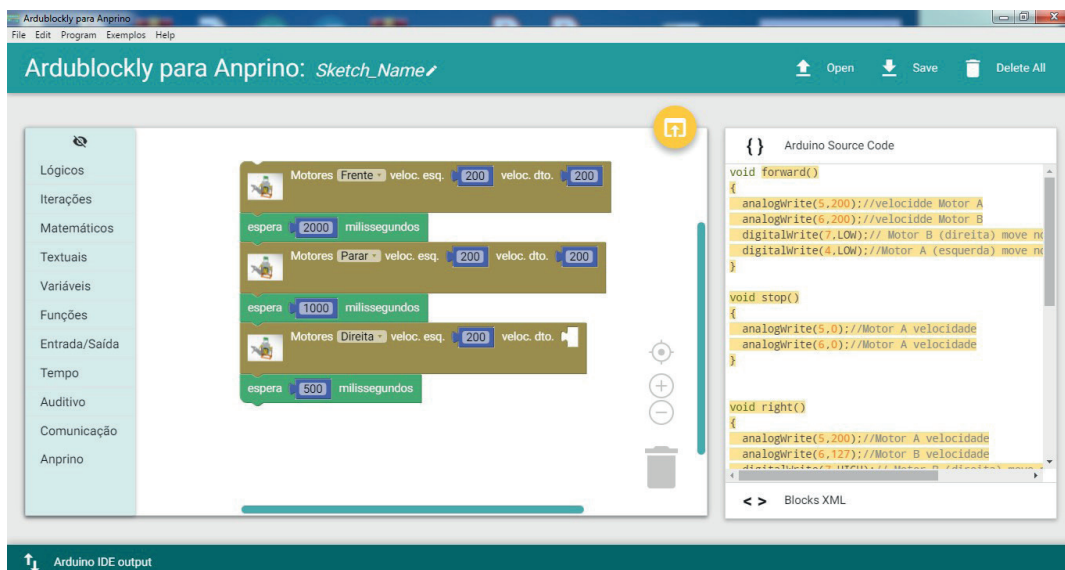 Ardublockly para Anprino
File Edit Program Exemplos Help
Ardublockly para Anprino: Sketch_Name
Open Save Delete All
Lógicos
Iterações
Matemáticos
Textuais
Variáveis
Funções
Entrada/Saída
Tempo
Auditivo
Comunicação
Anprino
Motores Frente veloc. esq. 200 veloc. dto. 200
espera 2000 milissegundos
Motores Parar veloc. esq. 200 veloc. dto. 200
espera 1000 milissegundos
Motores Direita veloc. esq. 200 veloc. dto.
espera 500 milissegundos
{ } Arduino Source Code
void forward()
{
analogWrite(5,200);//velocidde Motor A
analogWrite(6,200);//velocidde Motor B
digitalWrite(7,LOW);// Motor B (direita) move
digitalWrite(4,LOW);//Motor A (esquerda) move
}
void stop()
{
analogWrite(5,0);//Motor A velocidade
analogWrite(6,0);//Motor A velocidade
}
void right()
{
analogWrite(5,200);//Motor A velocidade
analogWrite(6,127);//Motor B velocidade
< > Blocks XML
Arduino IDE output